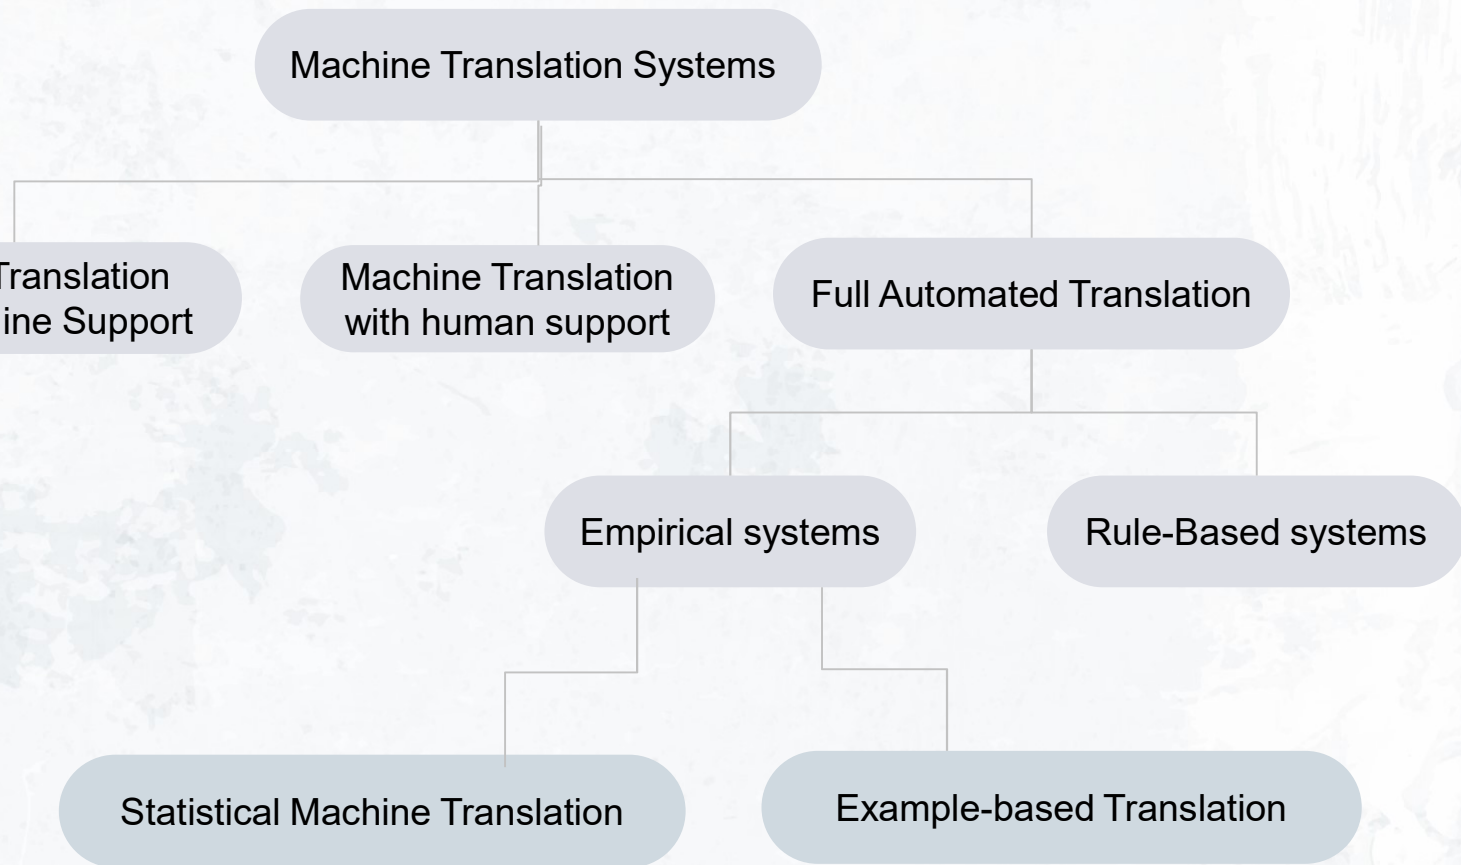 Machine Translation Systems
Translation
ine Support
Machine Translation
with human support
Full Automated Translation
Empirical systems
Rule-Based systems
Statistical Machine Translation
Example-based Translation